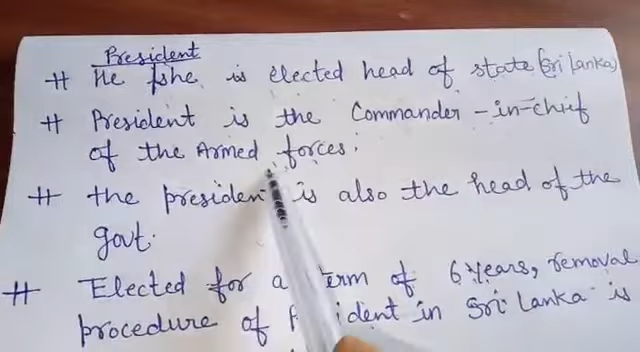 President
# He/she is elected head of state (Sri Lanka)
# President is the Commander-in-chief
of the Armed forces.
# the president is also the head of the
govt.
# Elected for a term of 6 years, removal
procedure of President in Sri Lanka is